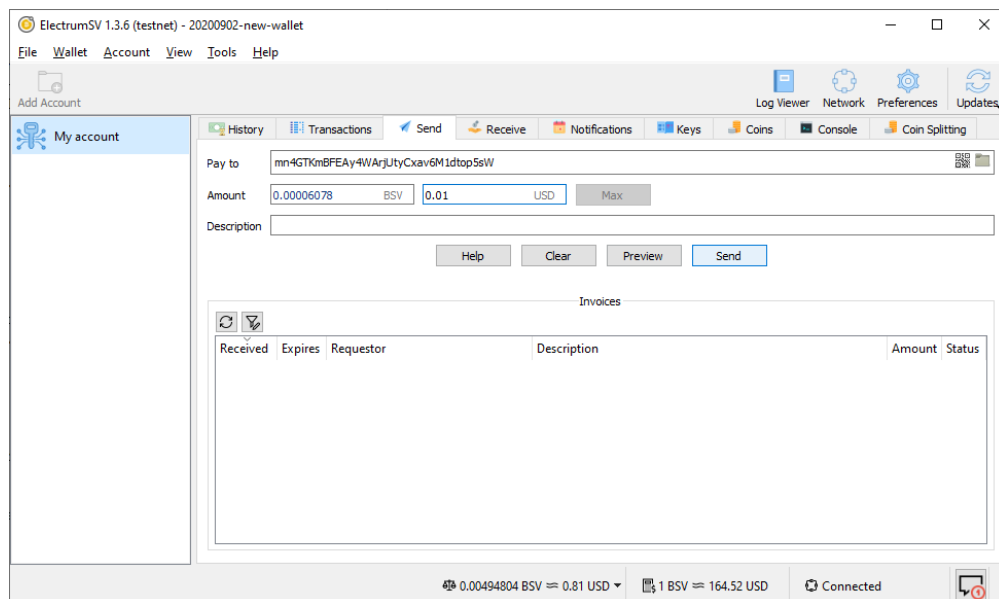 ElectrumSV 1.3.6 (testnet) - 20200902-new-wallet
File Wallet Account View Tools Help
Add Account
Log Viewer Network Preferences Updates
My account
History Transactions Send Receive Notifications Keys Coins Console Coin Splitting
Pay to mn4GTKmBFEAy4WArjUtyCxav6M1dtop5sW
Amount 0.00006078 BSV 0.01 USD Max
Description
Help Clear Preview Send
Invoices
Received Expires Requestor Description Amount Status
0.00494804 BSV ≈ 0.81 USD 1 BSV ≈ 164.52 USD Connected 1